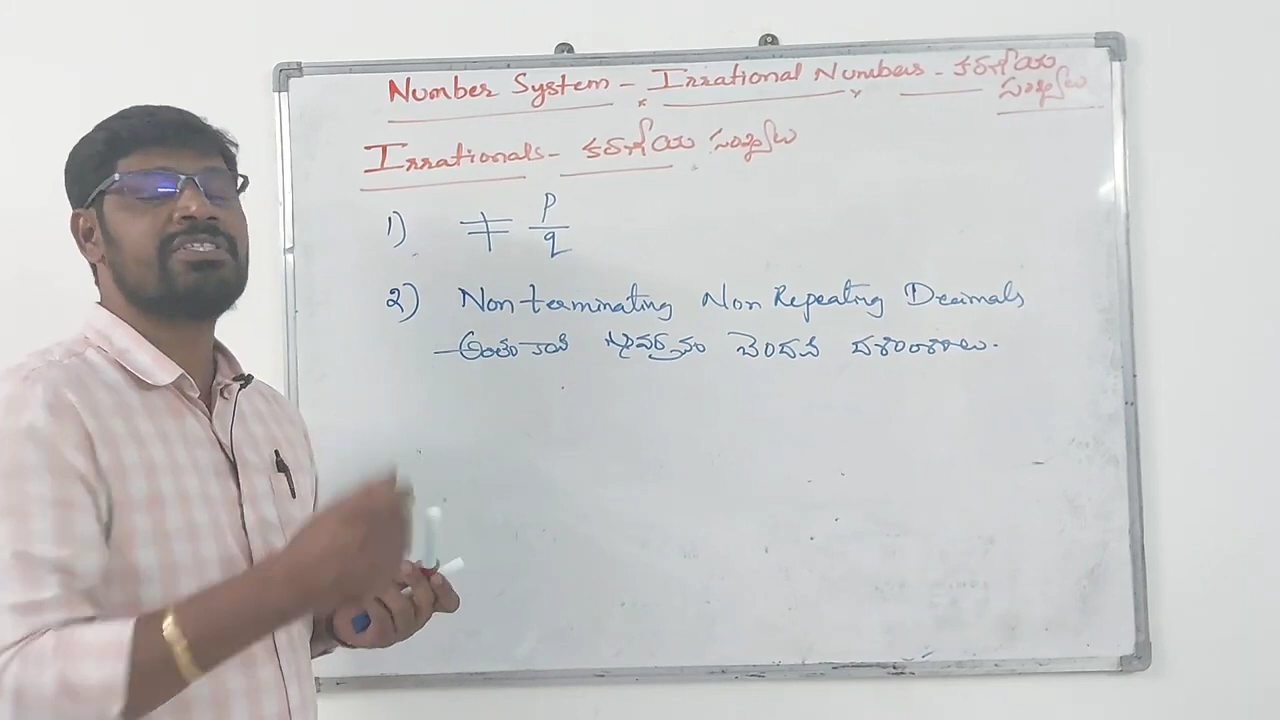 Number System - Irrational Numbers - కరణీయ
సంఖ్యలు
Irrationals - కరణీయ సంఖ్యలు
1) ≠ p/q
2) Non-terminating Non Repeating Decimals
- అంతం కాని ఆవర్తనం చెందని దశాంశాలు.